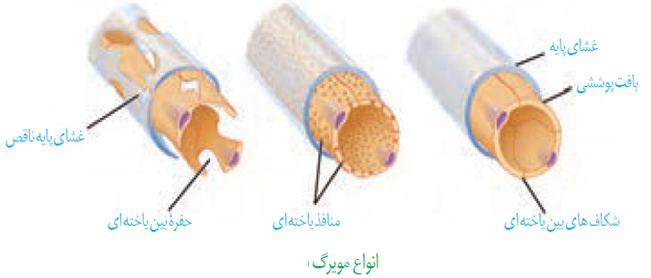 غشای پایه
بافت پوششی
غشای پایه ناقص
شکاف‌های بین یاخته‌ای
منافذ یاخته‌ای
حفرهٔ بین یاخته‌ای
انواع مویرگ